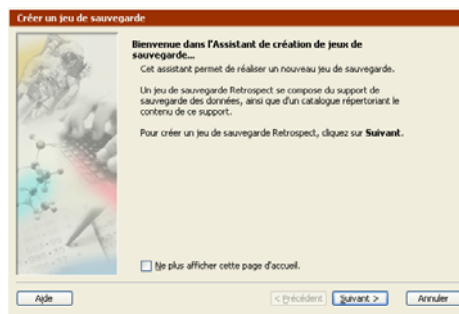 Créer un jeu de sauvegarde
Bienvenue dans l'Assistant de création de jeux de
sauvegarde...
Cet assistant permet de réaliser un nouveau jeu de sauvegarde.
Un jeu de sauvegarde Retrospect se compose du support de
sauvegarde des données, ainsi que d'un catalogue répertoriant le
contenu de ce support.
Pour créer un jeu de sauvegarde Retrospect, cliquez sur Suivant.
Ne plus afficher cette page d'accueil.
Aide
< Précédent
Suivant >
Annuler